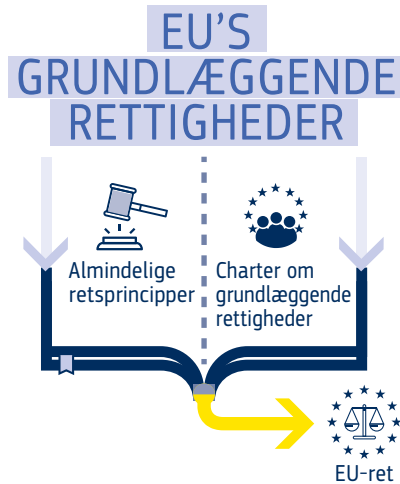 EU’S
GRUNDLÆGGENDE
RETTIGHEDER
Almindelige
retsprincipper
Charter om
grundlæggende
rettigheder
EU-ret